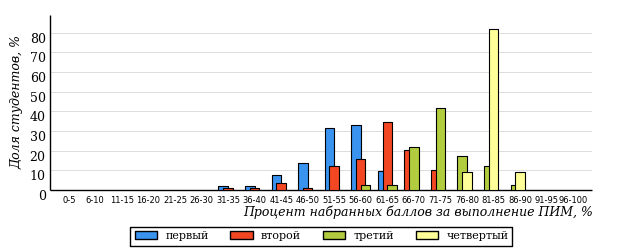 Доля студентов, %
80
70
60
50
40
30
20
10
0
0-5 6-10 11-15 16-20 21-25 26-30 31-35 36-40 41-45 46-50 51-55 56-60 61-65 66-70 71-75 76-80 81-85 86-90 91-95 96-100
Процент набранных баллов за выполнение ПИМ, %
первый второй третий четвертый